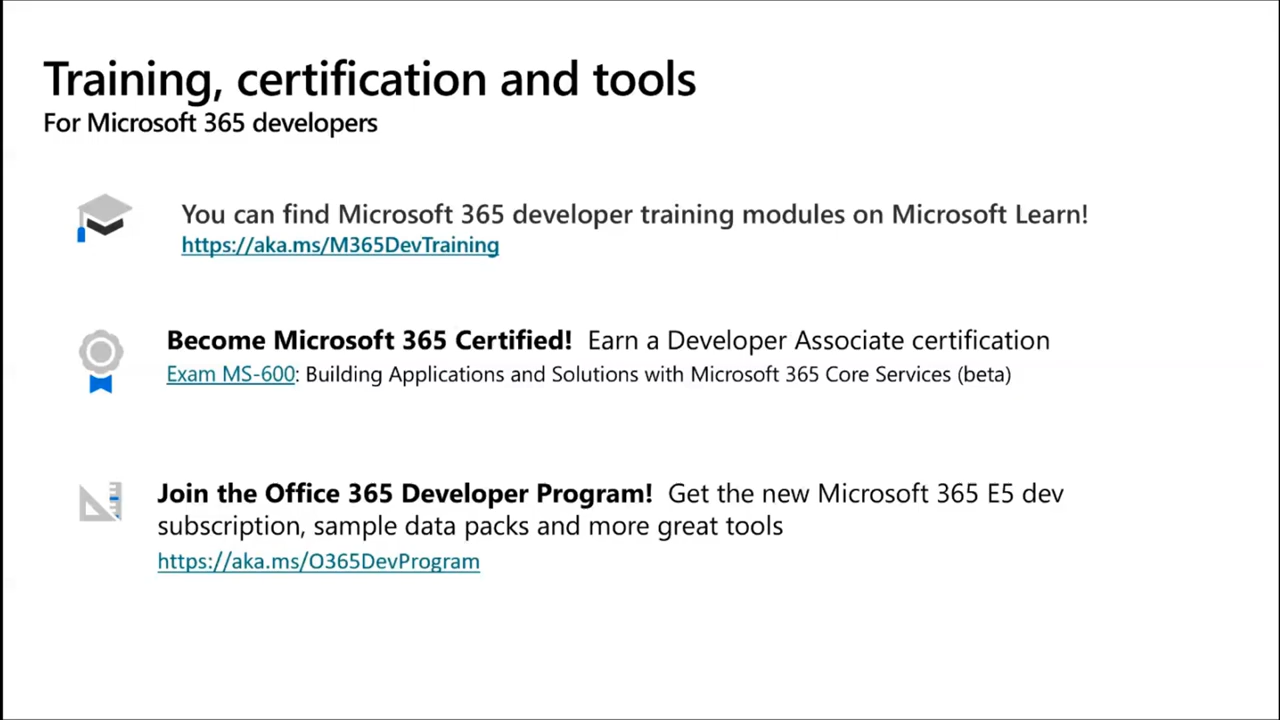 Training, certification and tools
For Microsoft 365 developers
You can find Microsoft 365 developer training modules on Microsoft Learn!
https://aka.ms/M365DevTraining
Become Microsoft 365 Certified! Earn a Developer Associate certification
Exam MS-600: Building Applications and Solutions with Microsoft 365 Core Services (beta)
Join the Office 365 Developer Program! Get the new Microsoft 365 E5 dev
subscription, sample data packs and more great tools
https://aka.ms/O365DevProgram